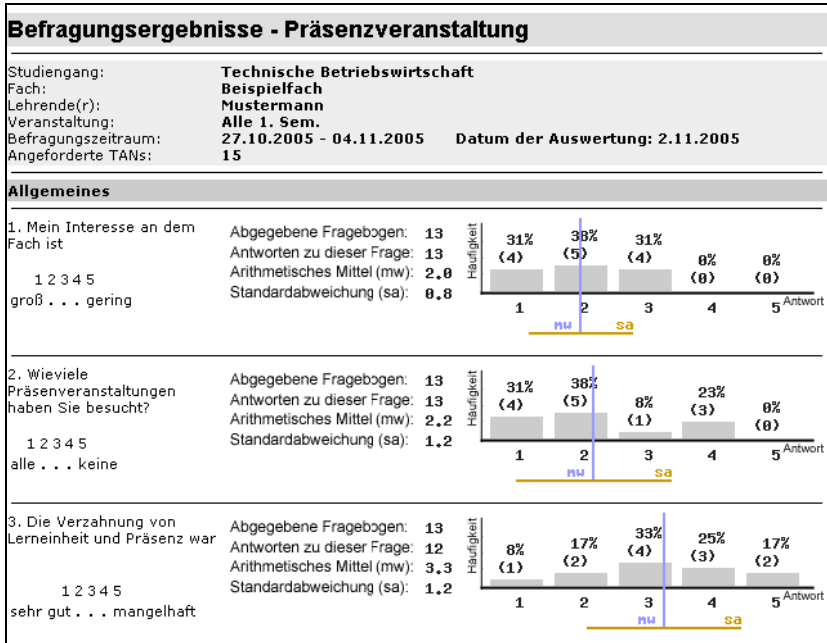 Befragungsergebnisse - Präsenzveranstaltung
Studiengang: Technische Betriebswirtschaft
Fach: Beispielfach
Lehrende(r): Mustermann
Veranstaltung: Alle 1. Sem.
Befragungszeitraum: 27.10.2005 - 04.11.2005 Datum der Auswertung: 2.11.2005
Angeforderte TANs: 15
Allgemeines
1. Mein Interesse an dem
Fach ist
1 2 3 4 5
groß . . . gering
Abgegebene Fragebogen: 13
Antworten zu dieser Frage: 13
Arithmetisches Mittel (mw): 2.0
Standardabweichung (sa): 0.8
Häufigkeit
31% 38% 31% 0% 0%
(4) (5) (4) (0) (0)
1 2 3 4 5 Antwort
mw sa
2. Wieviele
Präsenveranstaltungen
haben Sie besucht?
1 2 3 4 5
alle . . . keine
Abgegebene Fragebogen: 13
Antworten zu dieser Frage: 13
Arithmetisches Mittel (mw): 2.2
Standardabweichung (sa): 1.2
Häufigkeit
31% 38% 8% 23% 0%
(4) (5) (1) (3) (0)
1 2 3 4 5 Antwort
mw sa
3. Die Verzahnung von
Lerneinheit und Präsenz war
1 2 3 4 5
sehr gut . . . mangelhaft
Abgegebene Fragebogen: 13
Antworten zu dieser Frage: 12
Arithmetisches Mittel (mw): 3.3
Standardabweichung (sa): 1.2
Häufigkeit
8% 17% 33% 25% 17%
(1) (2) (4) (3) (2)
1 2 3 4 5 Antwort
mw sa